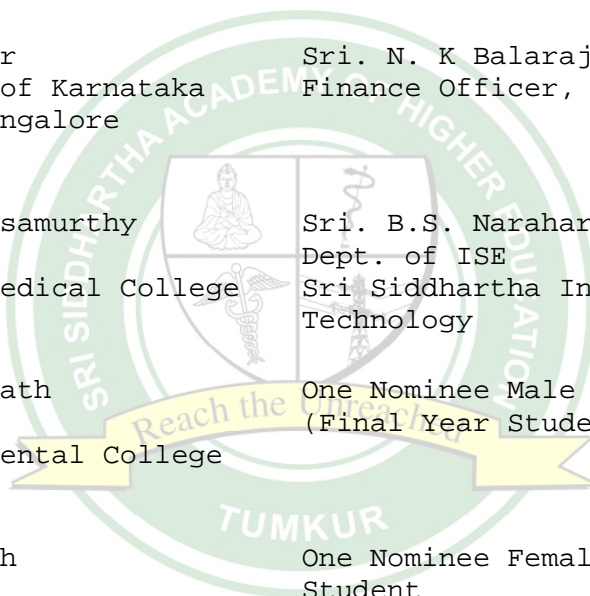 r Sri. N. K Balaraj
of Karnataka Finance Officer,
ngalore
samurthy Sri. B.S. Narahar
Dept. of ISE
edical College Sri Siddhartha In
Technology
ath One Nominee Male
(Final Year Stude
ental College
h One Nominee Femal
Student
SRI SIDDHARTHA ACADEMY OF HIGHER EDUCATION
Reach the Unreached
TUMKUR